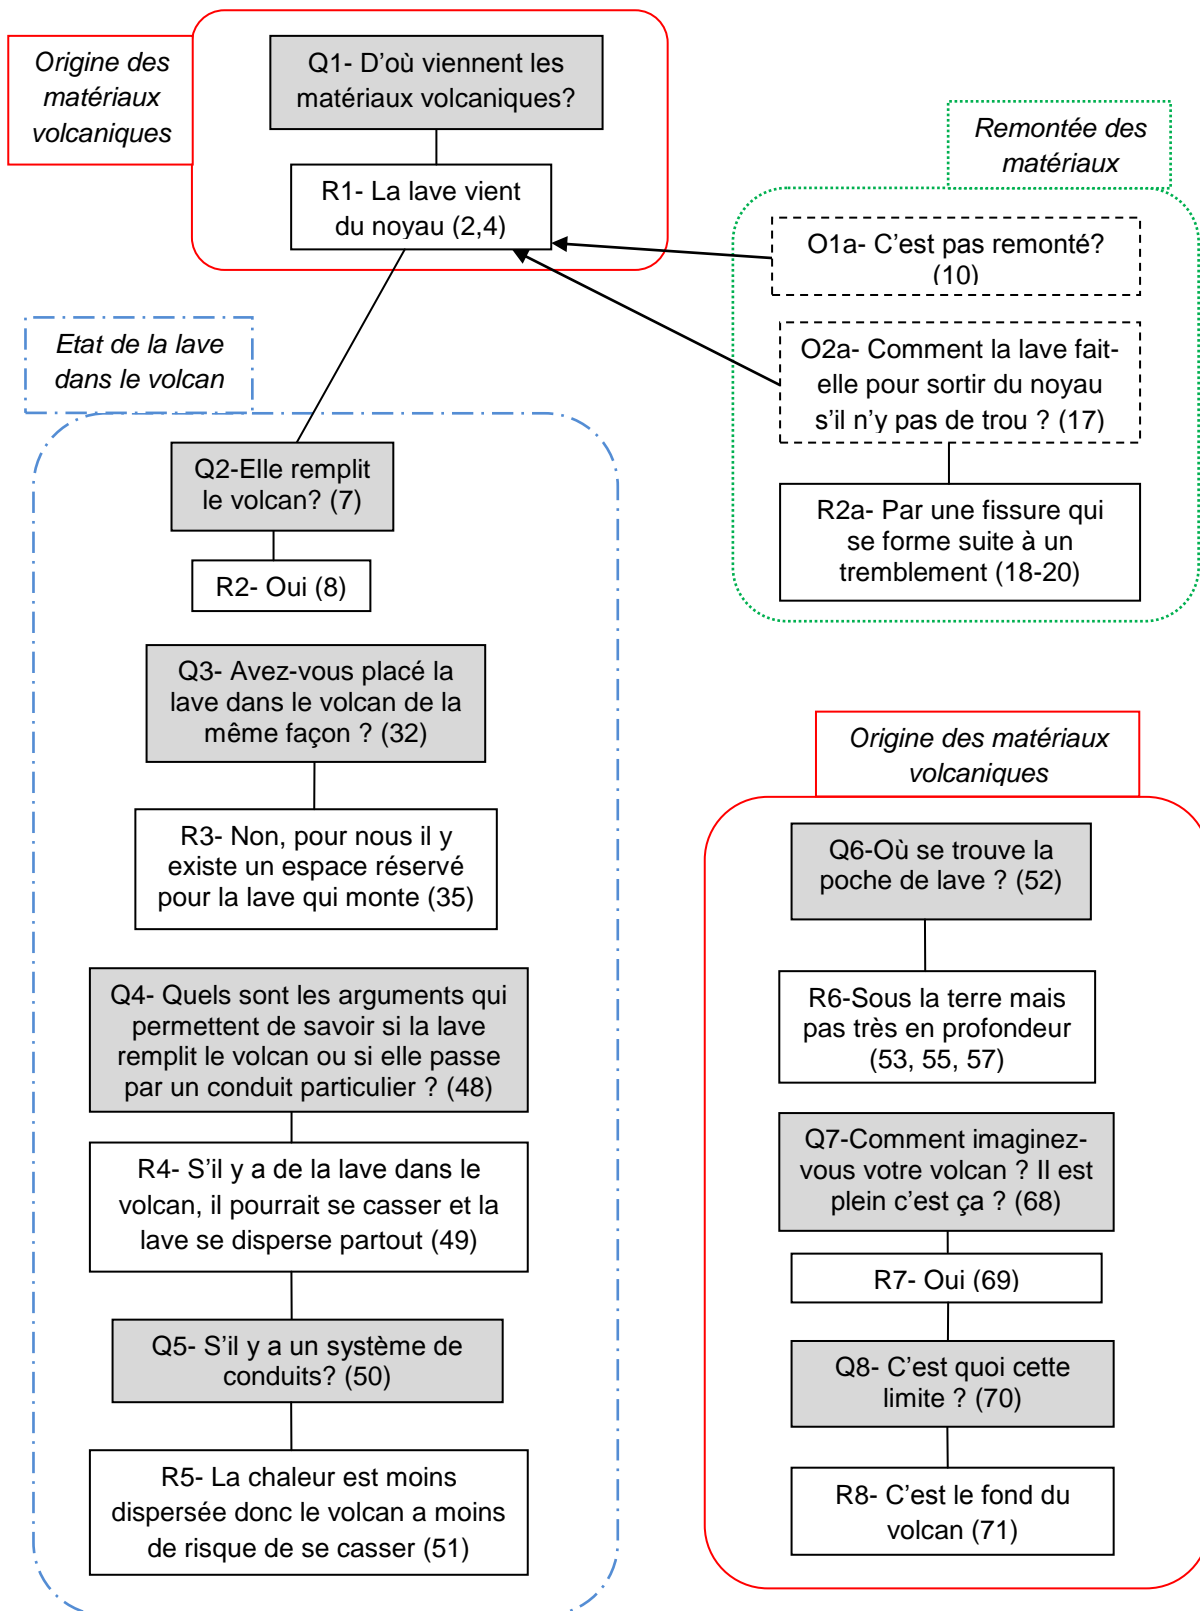 Origine des
matériaux
volcaniques
Q1- D'où viennent les
matériaux volcaniques?
R1- La lave vient
du noyau (2,4)
Remontée des
matériaux
O1a- C'est pas remonté?
(10)
O2a- Comment la lave fait-
elle pour sortir du noyau
s'il n'y pas de trou ? (17)
R2a- Par une fissure qui
se forme suite à un
tremblement (18-20)
Etat de la lave
dans le volcan
Q2-Elle remplit
le volcan? (7)
R2- Oui (8)
Q3- Avez-vous placé la
lave dans le volcan de la
même façon ? (32)
R3- Non, pour nous il y
existe un espace réservé
pour la lave qui monte (35)
Q4- Quels sont les arguments qui
permettent de savoir si la lave
remplit le volcan ou si elle passe
par un conduit particulier ? (48)
R4- S'il y a de la lave dans le
volcan, il pourrait se casser et la
lave se disperse partout (49)
Q5- S'il y a un système de
conduits? (50)
R5- La chaleur est moins
dispersée donc le volcan a moins
de risque de se casser (51)
Origine des matériaux
volcaniques
Q6-Où se trouve la
poche de lave ? (52)
R6-Sous la terre mais
pas très en profondeur
(53, 55, 57)
Q7-Comment imaginez-
vous votre volcan ? Il est
plein c'est ça ? (68)
R7- Oui (69)
Q8- C'est quoi cette
limite ? (70)
R8- C'est le fond du
volcan (71)